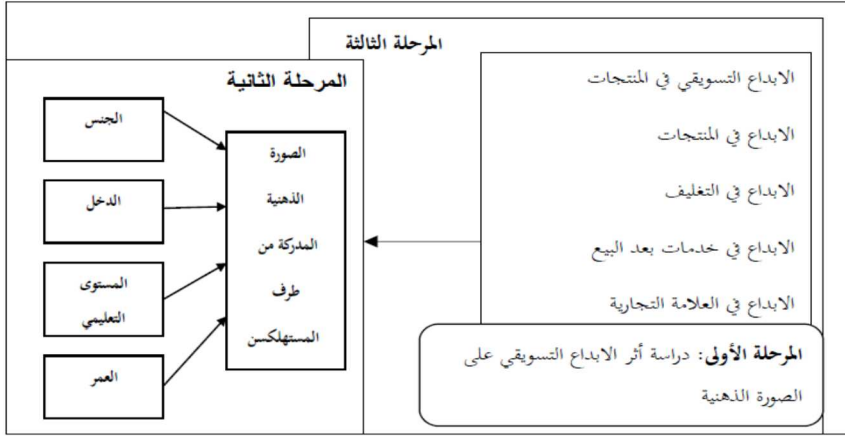 المرحلة الثالثة
الابداع التسويقي في المنتجات
الابداع في المنتجات
الابداع في التغليف
الابداع في خدمات بعد البيع
الابداع في العلامة التجارية
المرحلة الأولى: دراسة أثر الابداع التسويقي على
الصورة الذهنية
المرحلة الثانية
الصورة
الذهنية
المدركة من
طرف
المستهلكسن
الجنس
الدخل
المستوى
التعليمي
العمر